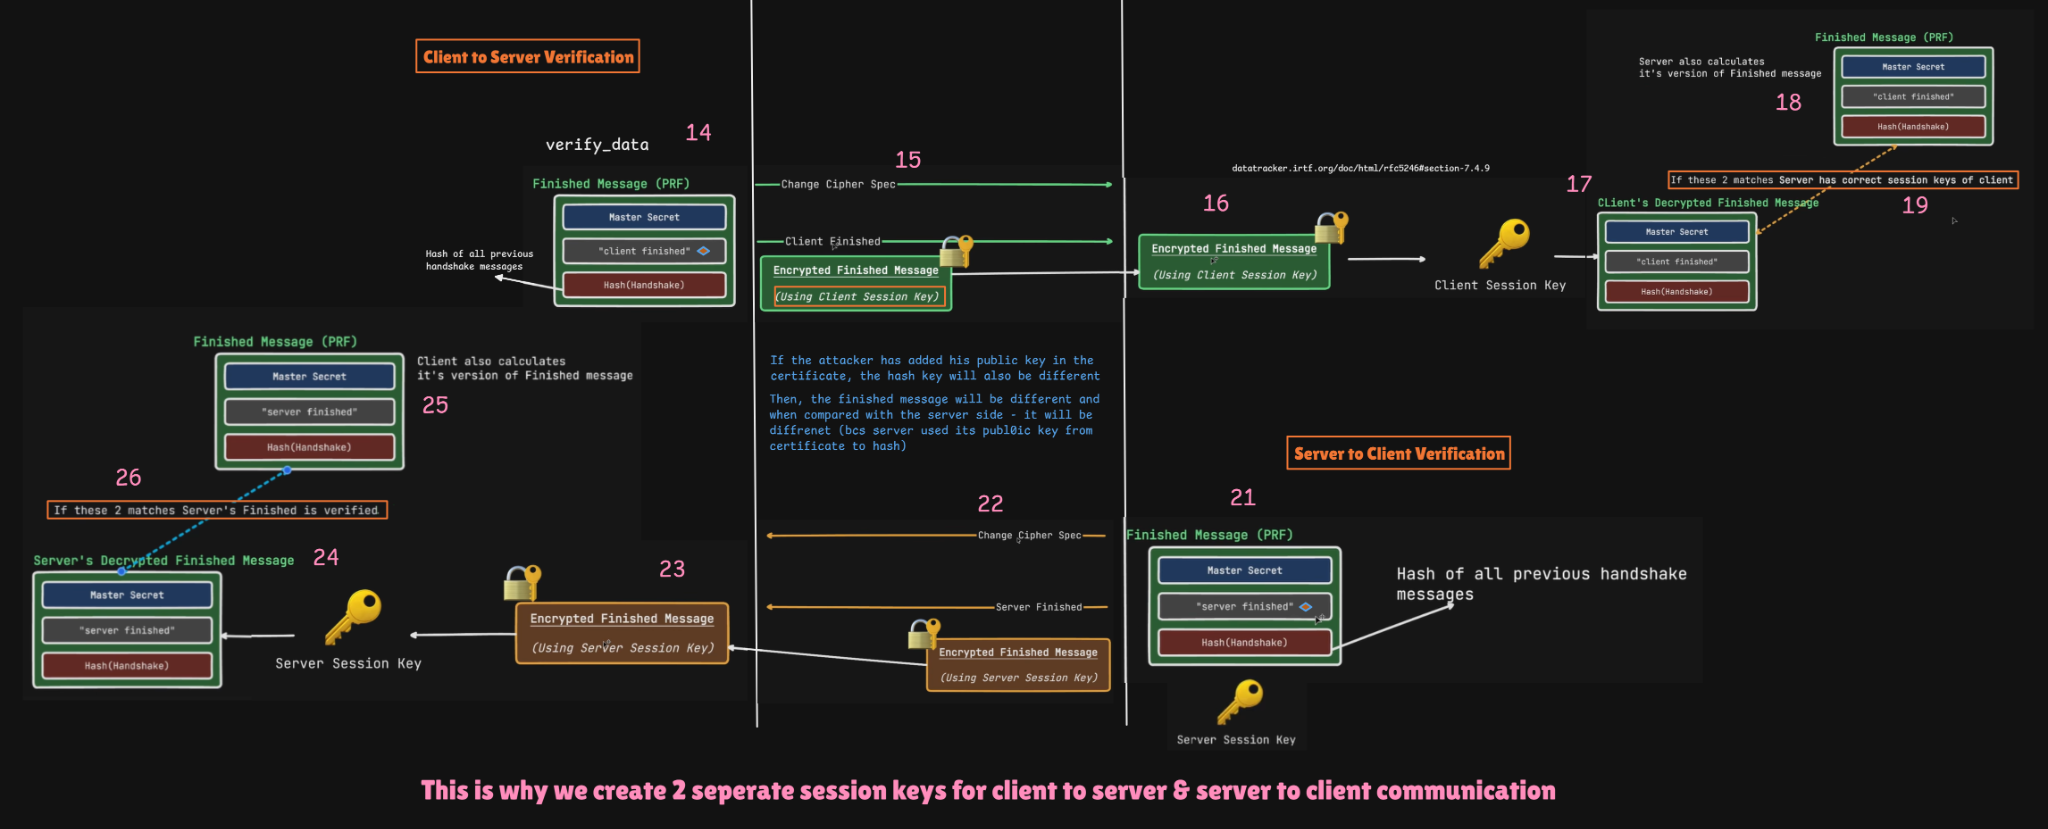 Client to Server Verification
verify_data
14
Finished Message (PRF)
Master Secret
"client finished"
Hash(Handshake)
Hash of all previous
handshake messages
15
Change Cipher Spec
Client Finished
Encrypted Finished Message
(Using Client Session Key)
datatracker.irtf.org/doc/html/rfc5246#section-7.4.9
16
Encrypted Finished Message
(Using Client Session Key)
Client Session Key
17
CLient's Decrypted Finished Message
Master Secret
"client finished"
Hash(Handshake)
Finished Message (PRF)
Server also calculates
it's version of Finished message
18
Master Secret
"client finished"
Hash(Handshake)
If these 2 matches Server has correct session keys of client
19
If the attacker has added his public key in the
certificate, the hash key will also be different
Then, the finished message will be different and
when compared with the server side - it will be
diffrenet (bcs server used its publ0ic key from
certificate to hash)
Server to Client Verification
21
Finished Message (PRF)
Master Secret
"server finished"
Hash(Handshake)
Hash of all previous handshake
messages
Server Session Key
22
Change Cipher Spec
Server Finished
Encrypted Finished Message
(Using Server Session Key)
23
Encrypted Finished Message
(Using Server Session Key)
24
Server Session Key
Server's Decrypted Finished Message
Master Secret
"server finished"
Hash(Handshake)
Finished Message (PRF)
Master Secret
"server finished"
Hash(Handshake)
Client also calculates
it's version of Finished message
25
26
If these 2 matches Server's Finished is verified
This is why we create 2 seperate session keys for client to server & server to client communication